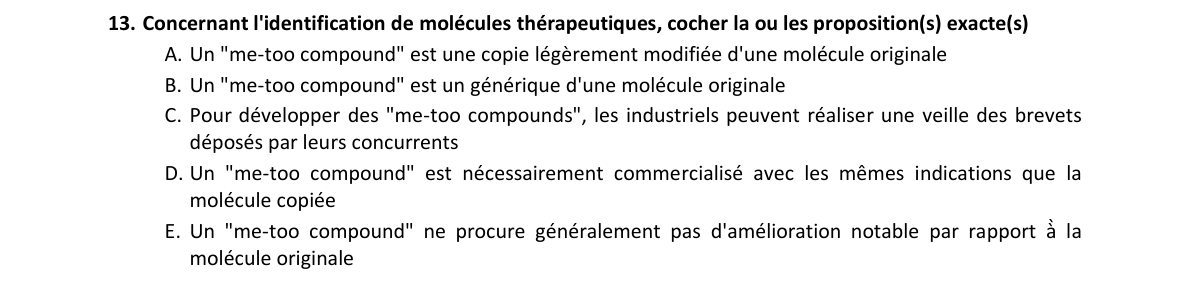 13. Concernant l'identification de molécules thérapeutiques, cocher la ou les proposition(s) exacte(s)
A. Un "me-too compound" est une copie légèrement modifiée d'une molécule originale
B. Un "me-too compound" est un générique d'une molécule originale
C. Pour développer des "me-too compounds", les industriels peuvent réaliser une veille des brevets
déposés par leurs concurrents
D. Un "me-too compound" est nécessairement commercialisé avec les mêmes indications que la
molécule copiée
E. Un "me-too compound" ne procure généralement pas d'amélioration notable par rapport à la
molécule originale